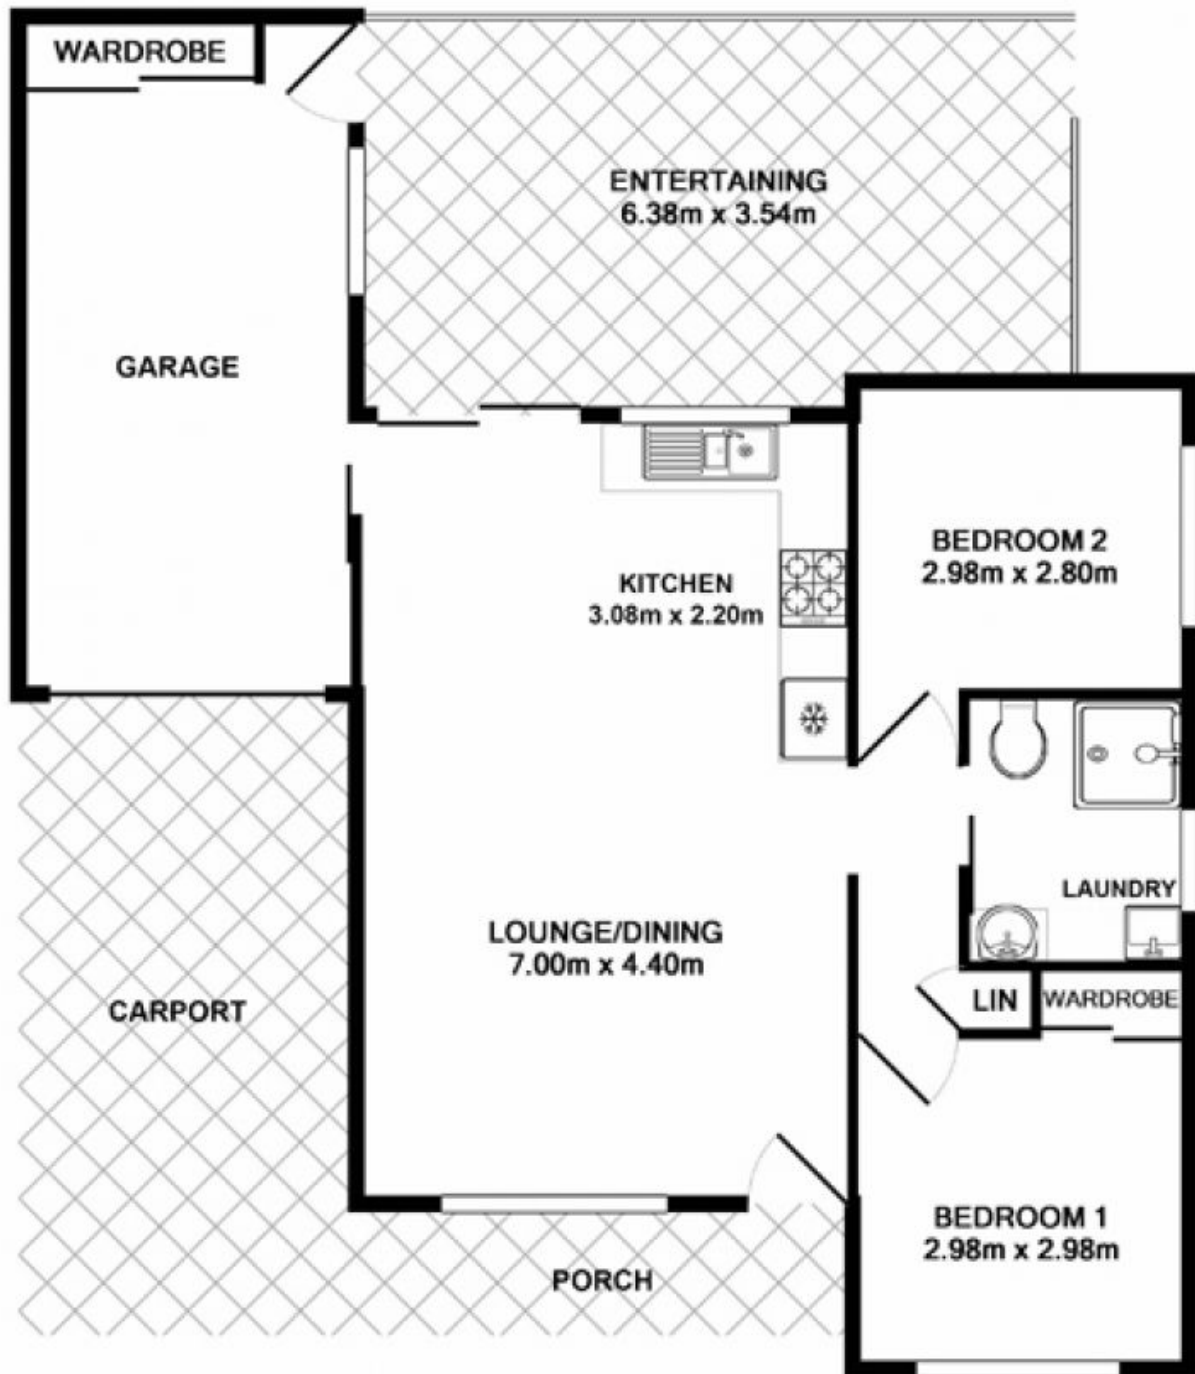 WARDROBE
ENTERTAINING
6.38m x 3.54m
GARAGE
BEDROOM 2
2.98m x 2.80m
KITCHEN
3.08m x 2.20m
LAUNDRY
LOUNGE/DINING
7.00m x 4.40m
CARPORT
LIN
WARDROBE
BEDROOM 1
2.98m x 2.98m
PORCH